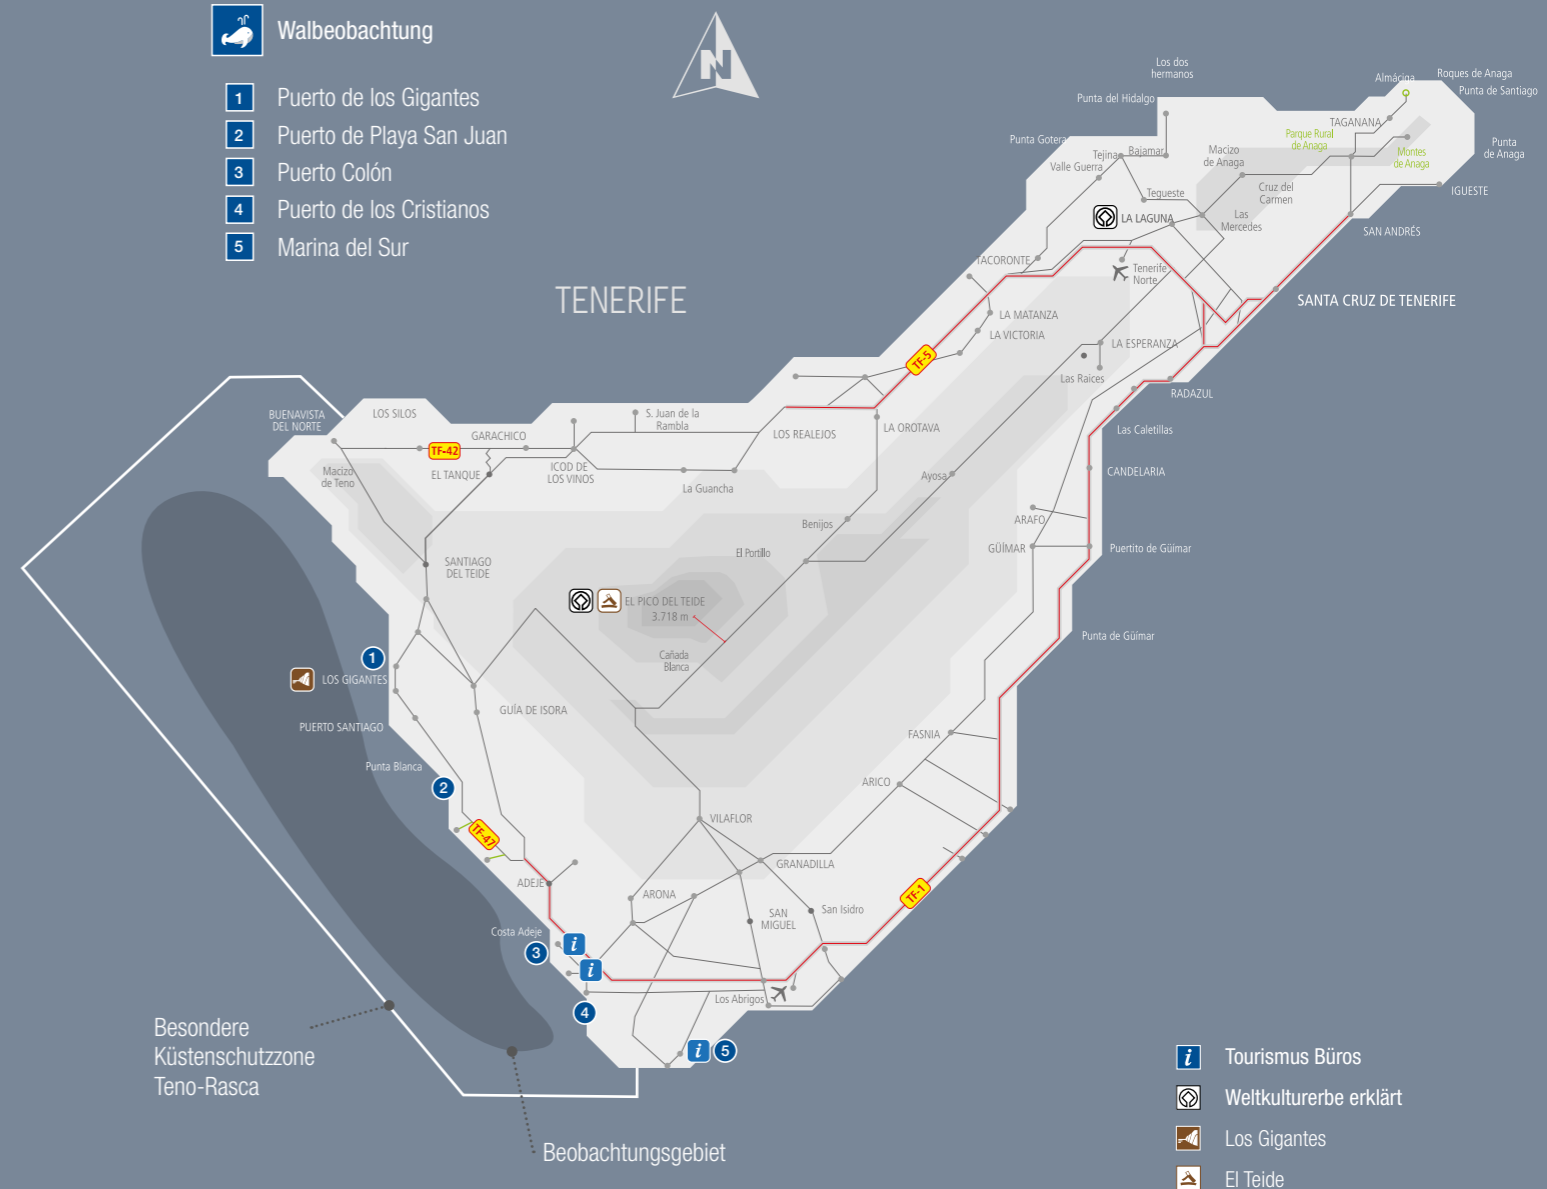 Walbeobachtung
1 Puerto de los Gigantes
2 Puerto de Playa San Juan
3 Puerto Colón
4 Puerto de los Cristianos
5 Marina del Sur
N
TENERIFE
Los dos
hermanos
Punta del Hidalgo
Punta Gotera
Tejina
Bajamar
Valle Guerra
Tegueste
LA LAGUNA
Macizo
de Anaga
Cruz del
Carmen
Las
Mercedes
Parque Rural
de Anaga
Montes
de Anaga
TAGANANA
Almáciga
Roques de Anaga
Punta de Santiago
Punta
de Anaga
IGUESTE
SAN ANDRÉS
SANTA CRUZ DE TENERIFE
TACORONTE
Tenerife
Norte
LA MATANZA
LA VICTORIA
TF-5
LA ESPERANZA
Las Raíces
RADAZUL
Las Caletillas
CANDELARIA
ARAFO
GÜÍMAR
Puertito de Güímar
Punta de Güímar
BUENAVISTA
DEL NORTE
LOS SILOS
TF-42
GARACHICO
EL TANQUE
ICOD DE
LOS VINOS
S. Juan de la
Rambla
La Guancha
LOS REALEJOS
LA OROTAVA
Ayosa
Benijos
El Portillo
Macizo
de Teno
SANTIAGO
DEL TEIDE
EL PICO DEL TEIDE
3.718 m
Cañada
Blanca
1
LOS GIGANTES
PUERTO SANTIAGO
GUÍA DE ISORA
Punta Blanca
2
TF-47
FASNIA
ARICO
VILAFLOR
GRANADILLA
ADEJE
ARONA
SAN
MIGUEL
San Isidro
TF-1
Costa Adeje
3
i
i
4
Los Abrigos
i
5
Besondere
Küstenschutzzone
Teno-Rasca
Beobachtungsgebiet
i Tourismus Büros
Weltkulturerbe erklärt
Los Gigantes
El Teide